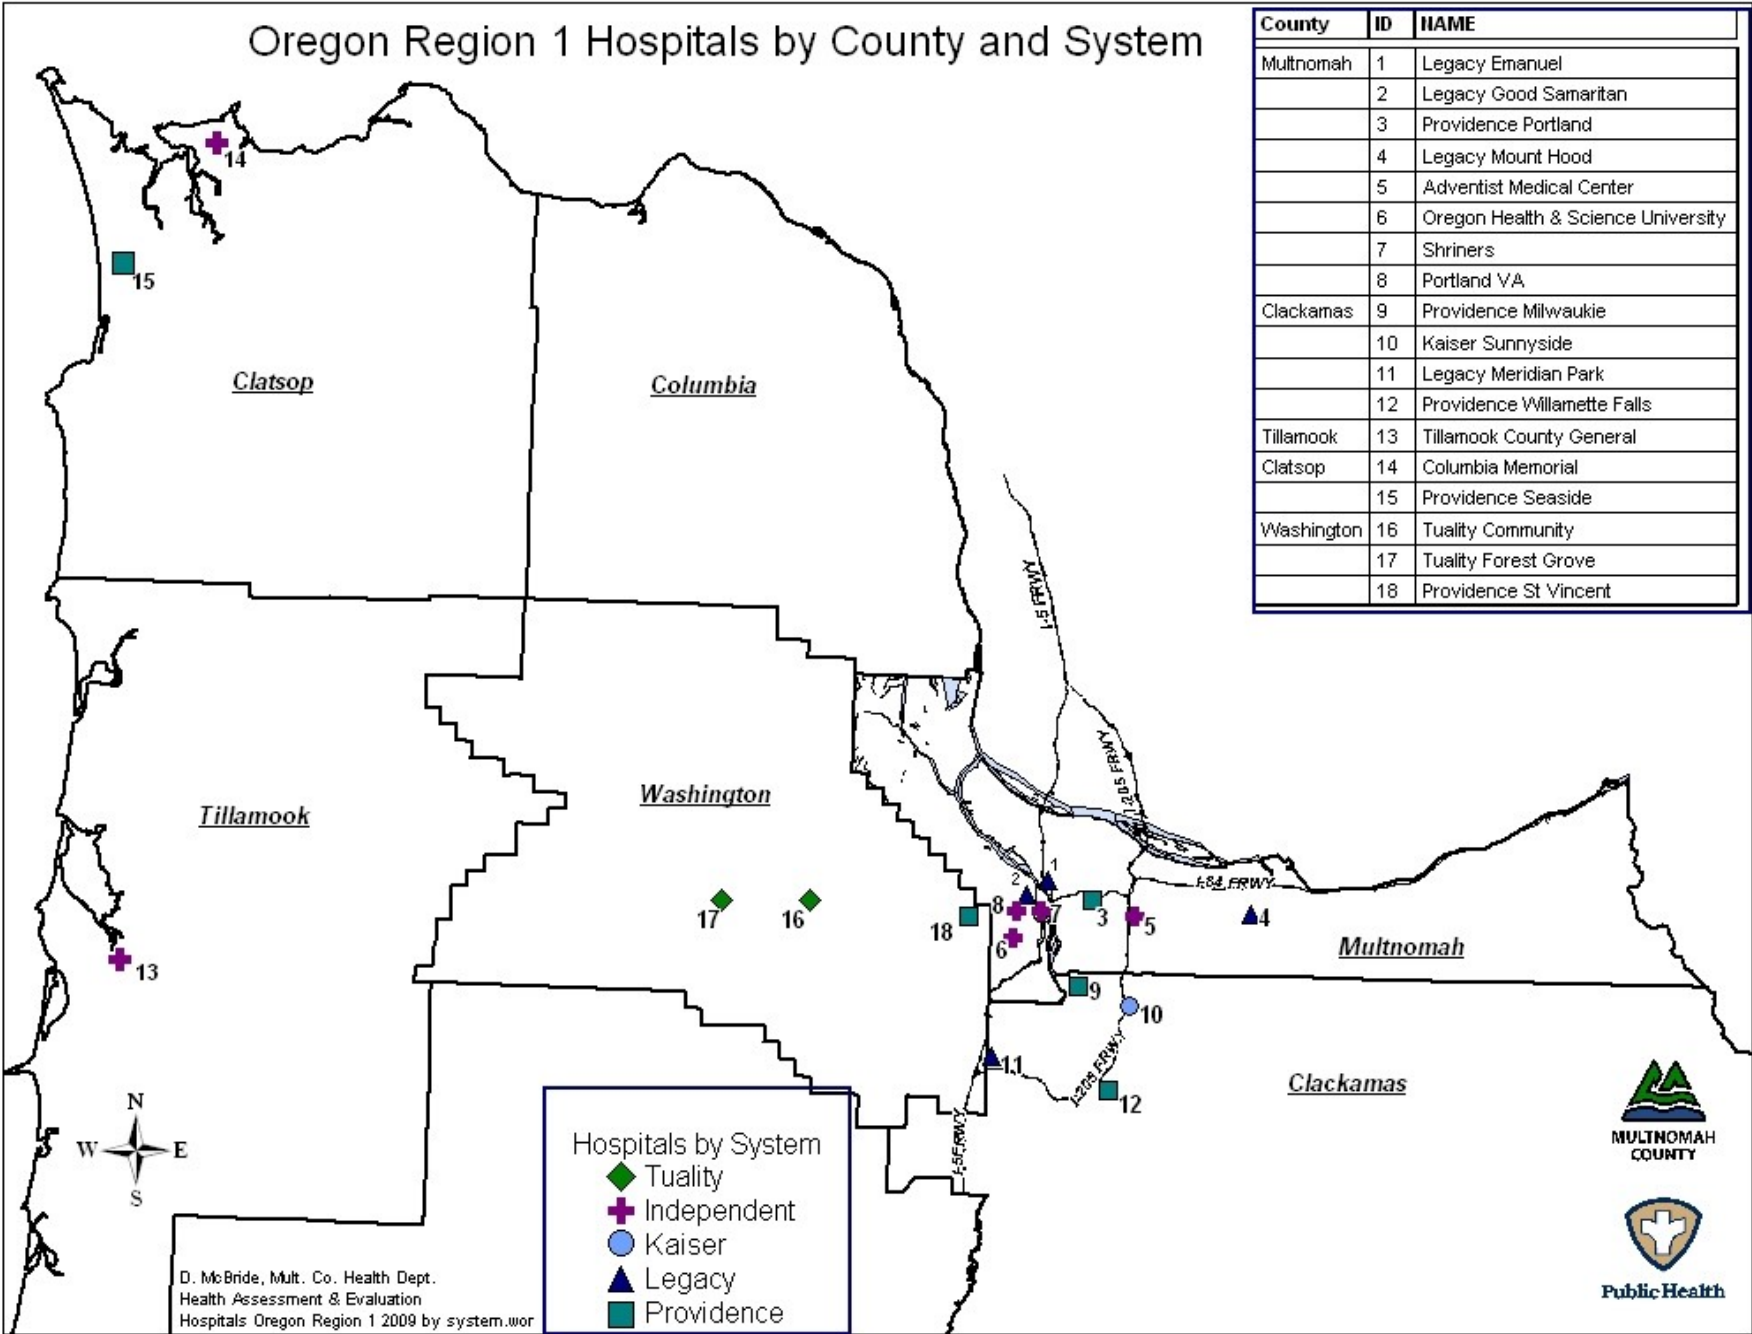 Oregon Region 1 Hospitals by County and System
County ID NAME
Multnomah 1 Legacy Emanuel
2 Legacy Good Samaritan
3 Providence Portland
4 Legacy Mount Hood
5 Adventist Medical Center
6 Oregon Health & Science University
7 Shriners
8 Portland VA
Clackamas 9 Providence Milwaukie
10 Kaiser Sunnyside
11 Legacy Meridian Park
12 Providence Willamette Falls
Tillamook 13 Tillamook County General
Clatsop 14 Columbia Memorial
15 Providence Seaside
Washington 16 Tuality Community
17 Tuality Forest Grove
18 Providence St Vincent
14
15
Clatsop
Columbia
I-5 FRWY
I-205 FRWY
Washington
Tillamook
1
2
I-84 FRWY
17
16
18
8
7
3
5
4
6
Multnomah
13
9
10
11
I-205 FRWY
12
Clackamas
I-5 FRWY
N
W E
S
Hospitals by System
Tuality
Independent
Kaiser
Legacy
Providence
D. McBride, Mult. Co. Health Dept.
Health Assessment & Evaluation
Hospitals Oregon Region 1 2009 by system.wor
MULTNOMAH
COUNTY
Public Health